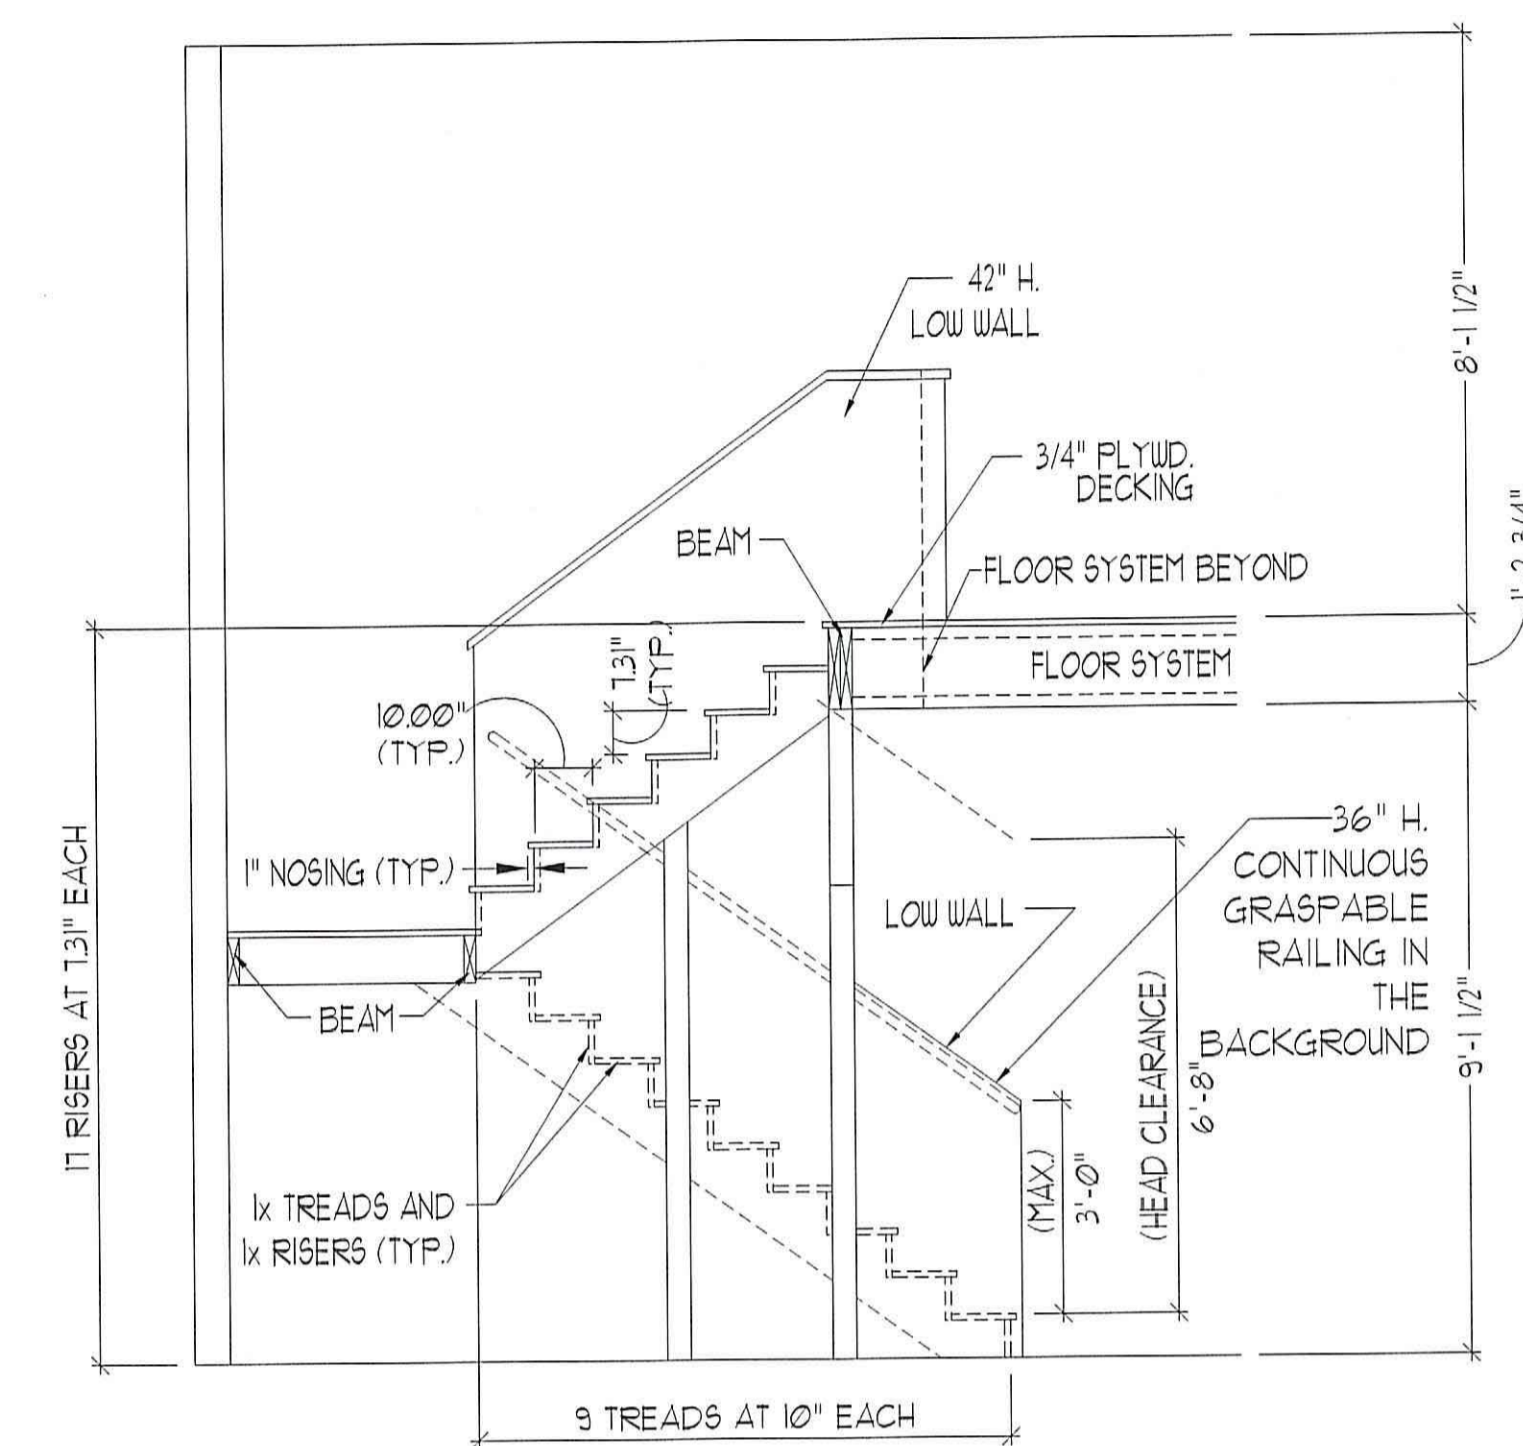 42" H.
LOW WALL
8'-1 1/2"
3/4" PLYWD.
DECKING
BEAM
FLOOR SYSTEM BEYOND
FLOOR SYSTEM
7.31"
(TYP.)
10.00"
(TYP.)
1" NOSING (TYP.)
17 RISERS AT 7.31" EACH
BEAM
36" H.
CONTINUOUS
GRASPABLE
RAILING IN
THE
BACKGROUND
LOW WALL
(HEAD CLEARANCE)
6'-8"
9'-1 1/2"
(MAX.)
3'-0"
1x TREADS AND
1x RISERS (TYP.)
9 TREADS AT 10" EACH